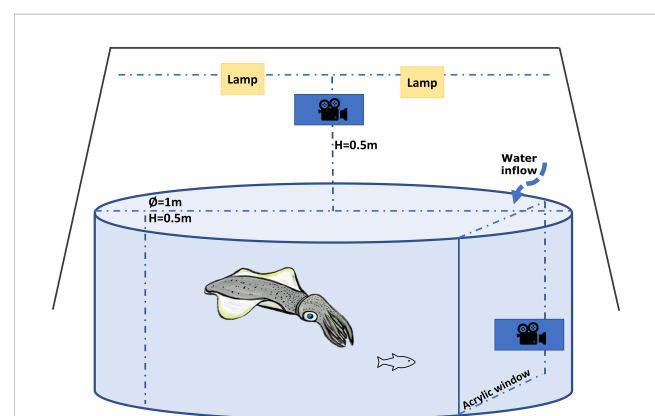 Lamp
Lamp
H=0.5m
Water
inflow
Ø=1m
H=0.5m
Acrylic window